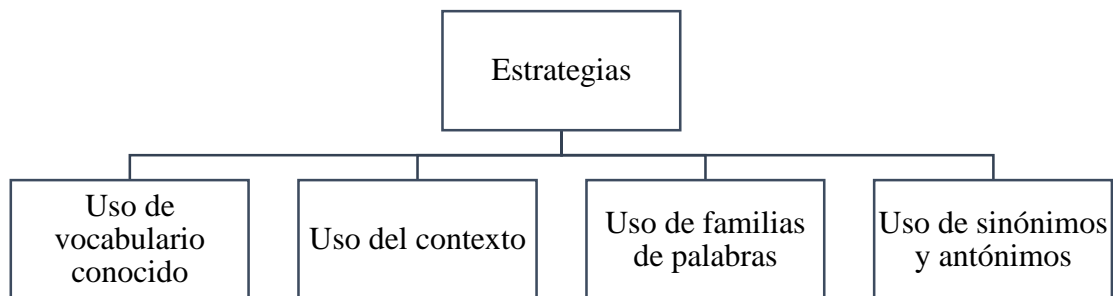 Estrategias
Uso de
vocabulario
conocido
Uso del contexto
Uso de familias
de palabras
Uso de sinónimos
y antónimos